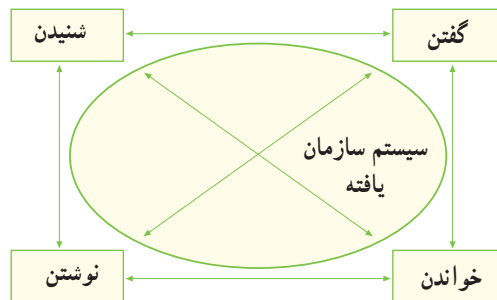 گفتن
شنیدن
سیستم سازمان
یافته
خواندن
نوشتن